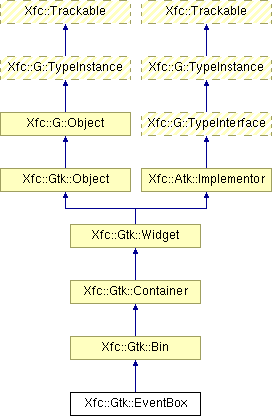 Xfc::Trackable Xfc::Trackable
Xfc::G::TypeInstance Xfc::G::TypeInstance
Xfc::G::Object Xfc::G::TypeInterface
Xfc::Gtk::Object Xfc::Atk::Implementor
Xfc::Gtk::Widget
Xfc::Gtk::Container
Xfc::Gtk::Bin
Xfc::Gtk::EventBox